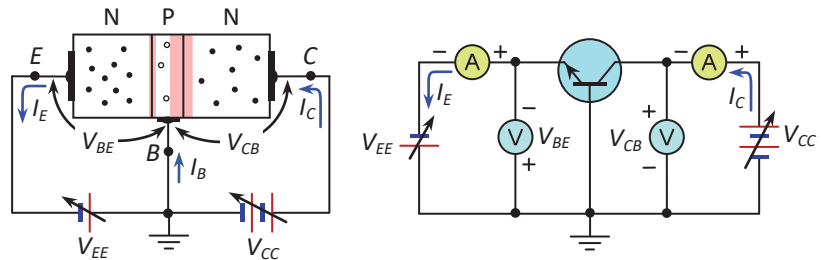 N P N
E C
I_E I_C
V_BE V_CB
B I_B
V_EE V_CC
− A + − A +
I_E I_C
− +
V_EE V V_BE V_CB V V_CC
+ −